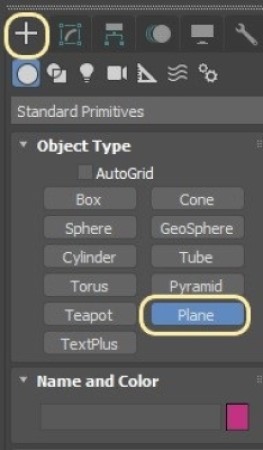 Standard Primitives
Object Type
AutoGrid
Box Cone
Sphere GeoSphere
Cylinder Tube
Torus Pyramid
Teapot Plane
TextPlus
Name and Color